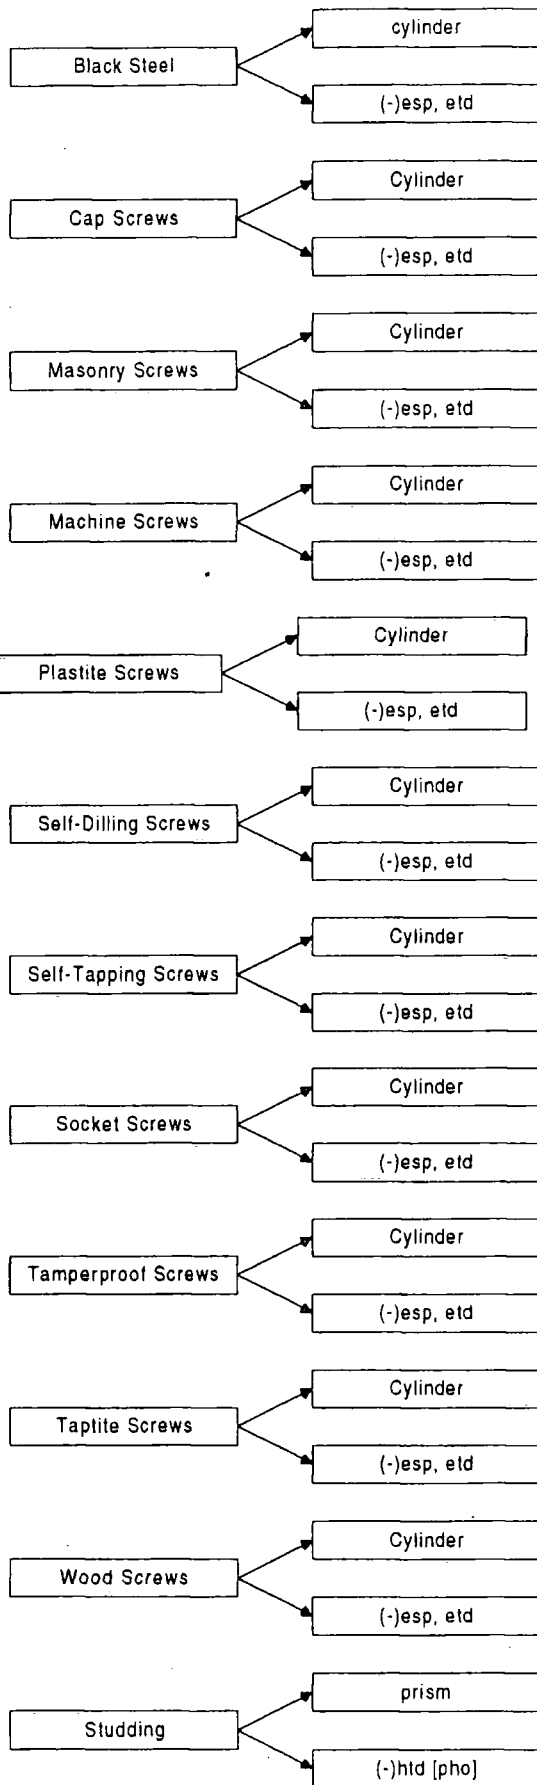 cylinder
Black Steel
(-)esp, etd
Cylinder
Cap Screws
(-)esp, etd
Cylinder
Masonry Screws
(-)esp, etd
Cylinder
Machine Screws
(-)esp, etd
Cylinder
Plastite Screws
(-)esp, etd
Cylinder
Self-Dilling Screws
(-)esp, etd
Cylinder
Self-Tapping Screws
(-)esp, etd
Cylinder
Socket Screws
(-)esp, etd
Cylinder
Tamperproof Screws
(-)esp, etd
Cylinder
Taptite Screws
(-)esp, etd
Cylinder
Wood Screws
(-)esp, etd
prism
Studding
(-)htd [pho]